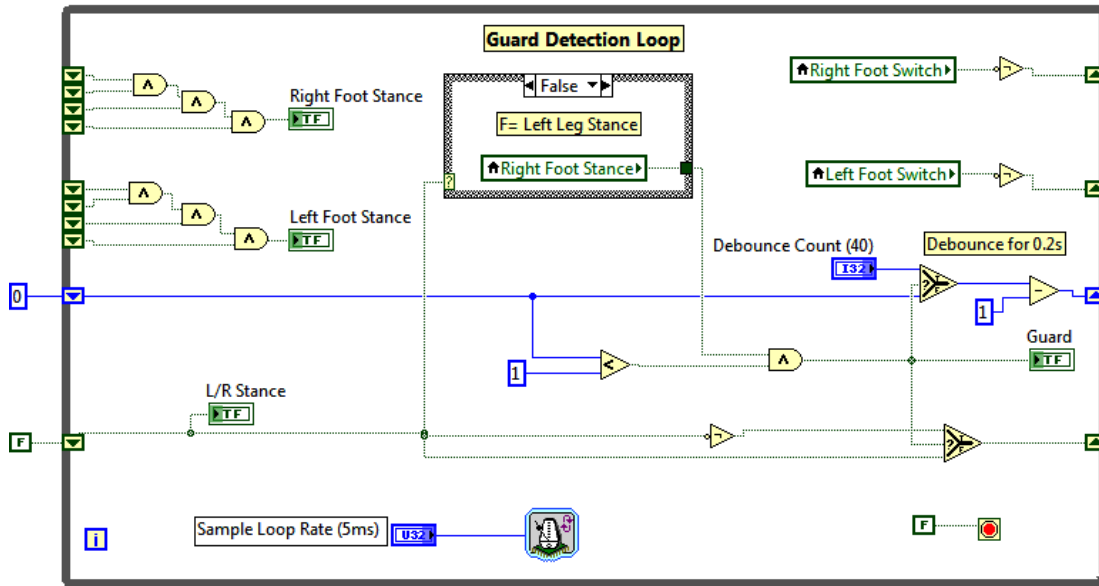 Guard Detection Loop
Right Foot Switch
False
Right Foot Stance
TF
F= Left Leg Stance
?
Right Foot Stance
Left Foot Switch
Left Foot Stance
TF
Debounce Count (40)
Debounce for 0.2s
I32
? T F
0
1
Guard
TF
1
L/R Stance
TF
F
? T F
Sample Loop Rate (5ms)
U32
F
i